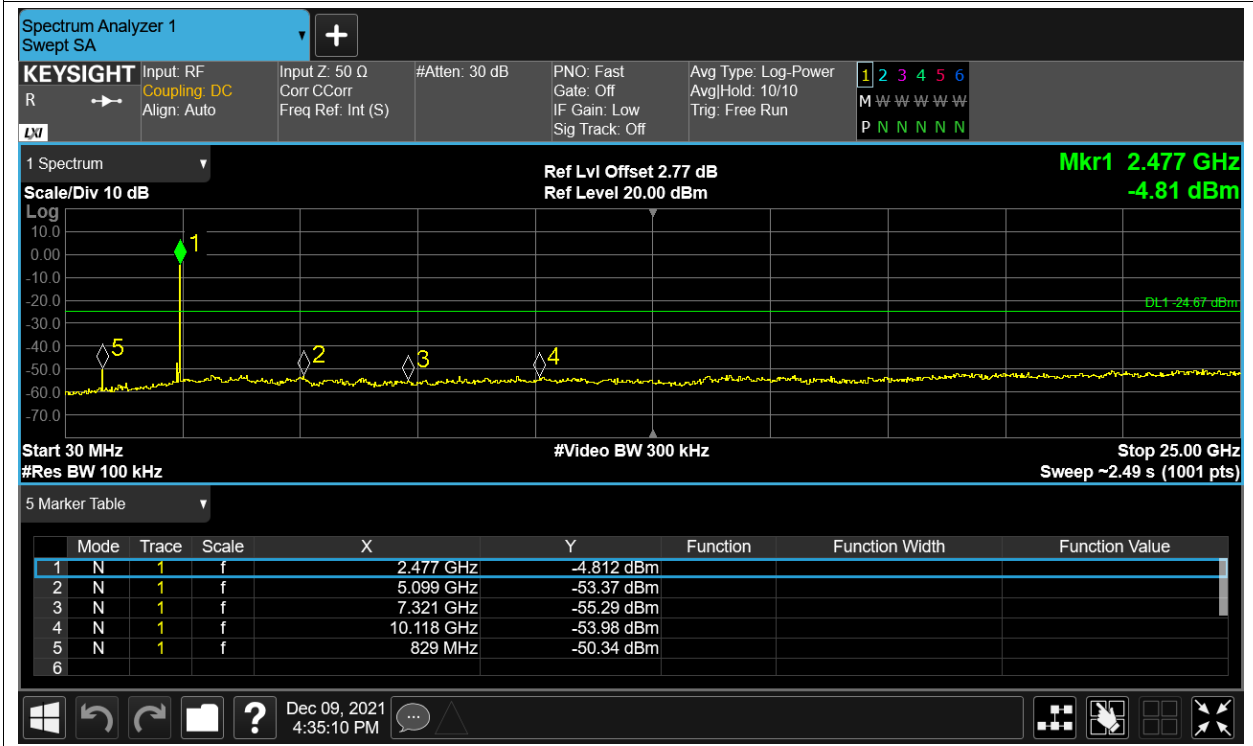 Spectrum Analyzer 1
Swept SA
KEYSIGHT
R
LXI
Input: RF
Coupling: DC
Align: Auto
Input Z: 50 Ω
Corr CCorr
Freq Ref: Int (S)
#Atten: 30 dB
PNO: Fast
Gate: Off
IF Gain: Low
Sig Track: Off
Avg Type: Log-Power
Avg|Hold: 10/10
Trig: Free Run
1 2 3 4 5 6
M W W W W W
P N N N N N
1 Spectrum
Scale/Div 10 dB
Ref Lvl Offset 2.77 dB
Ref Level 20.00 dBm
Mkr1 2.477 GHz
-4.81 dBm
Log
10.0
0.00
-10.0
-20.0
-30.0
-40.0
-50.0
-60.0
-70.0
1
DL1 -24.67 dBm
5
2
3
4
Start 30 MHz
#Video BW 300 kHz
Stop 25.00 GHz
#Res BW 100 kHz
Sweep ~2.49 s (1001 pts)
5 Marker Table
Mode Trace Scale X Y Function Function Width Function Value
1 N 1 f 2.477 GHz -4.812 dBm
2 N 1 f 5.099 GHz -53.37 dBm
3 N 1 f 7.321 GHz -55.29 dBm
4 N 1 f 10.118 GHz -53.98 dBm
5 N 1 f 829 MHz -50.34 dBm
6
?
Dec 09, 2021
4:35:10 PM